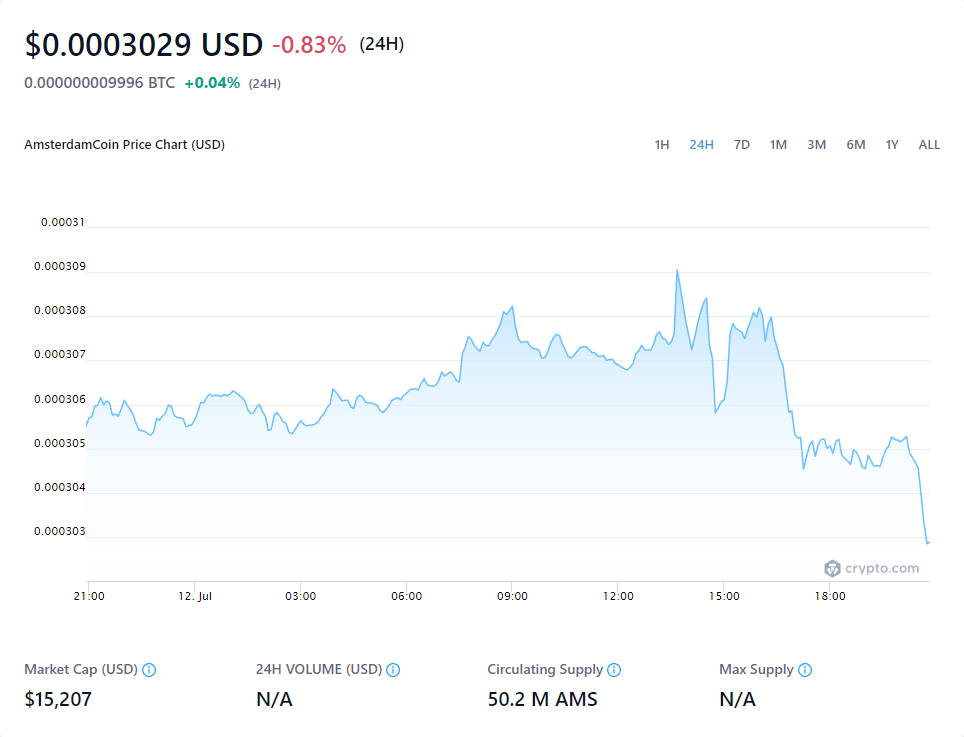 $0.0003029 USD -0.83% (24H)
0.000000009996 BTC +0.04% (24H)
AmsterdamCoin Price Chart (USD) 1H 24H 7D 1M 3M 6M 1Y ALL
0.00031
0.000309
0.000308
0.000307
0.000306
0.000305
0.000304
0.000303
crypto.com
21:00 12. Jul 03:00 06:00 09:00 12:00 15:00 18:00
Market Cap (USD) 24H VOLUME (USD) Circulating Supply Max Supply
$15,207 N/A 50.2 M AMS N/A